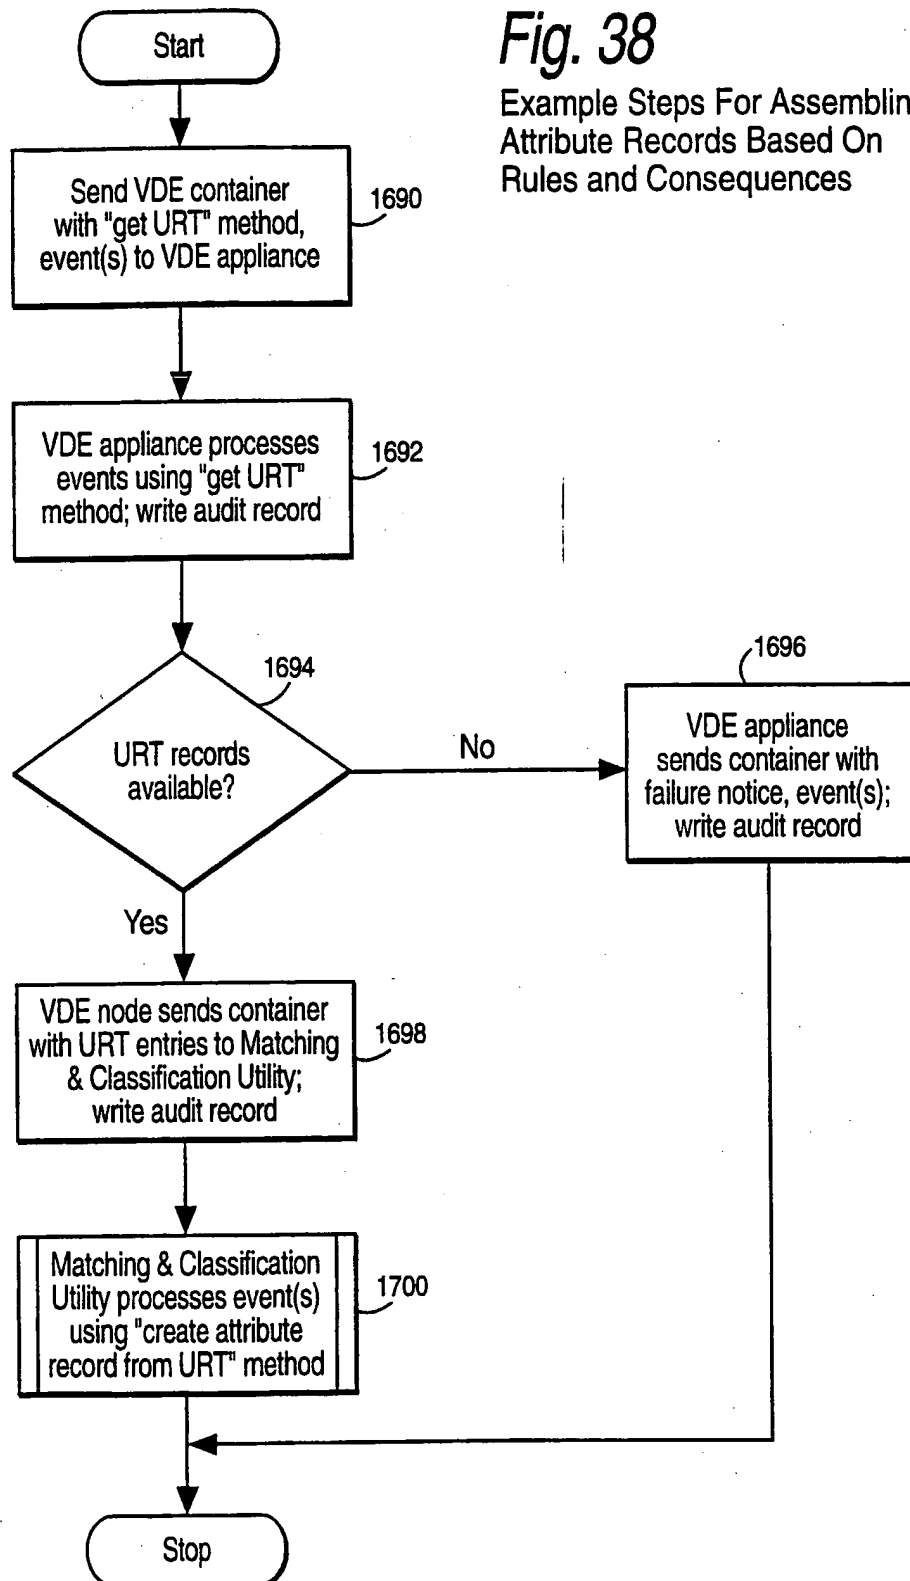 Start
Fig. 38
Example Steps For Assemblin
Attribute Records Based On
Rules and Consequences
Send VDE container
with "get URT" method,
event(s) to VDE appliance
1690
VDE appliance processes
events using "get URT"
method; write audit record
1692
URT records
available?
1694
No
1696
VDE appliance
sends container with
failure notice, event(s);
write audit record
Yes
VDE node sends container
with URT entries to Matching
& Classification Utility;
write audit record
1698
Matching & Classification
Utility processes event(s)
using "create attribute
record from URT" method
1700
Stop